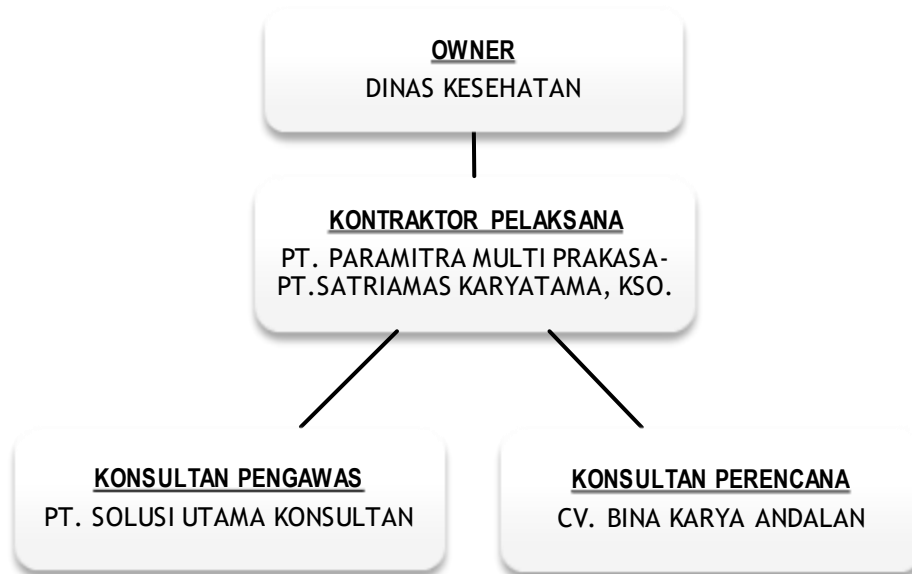 OWNER
DINAS KESEHATAN
KONTRAKTOR PELAKSANA
PT. PARAMITRA MULTI PRAKASA-
PT.SATRIAMAS KARYATAMA, KSO.
KONSULTAN PENGAWAS
PT. SOLUSI UTAMA KONSULTAN
KONSULTAN PERENCANA
CV. BINA KARYA ANDALAN